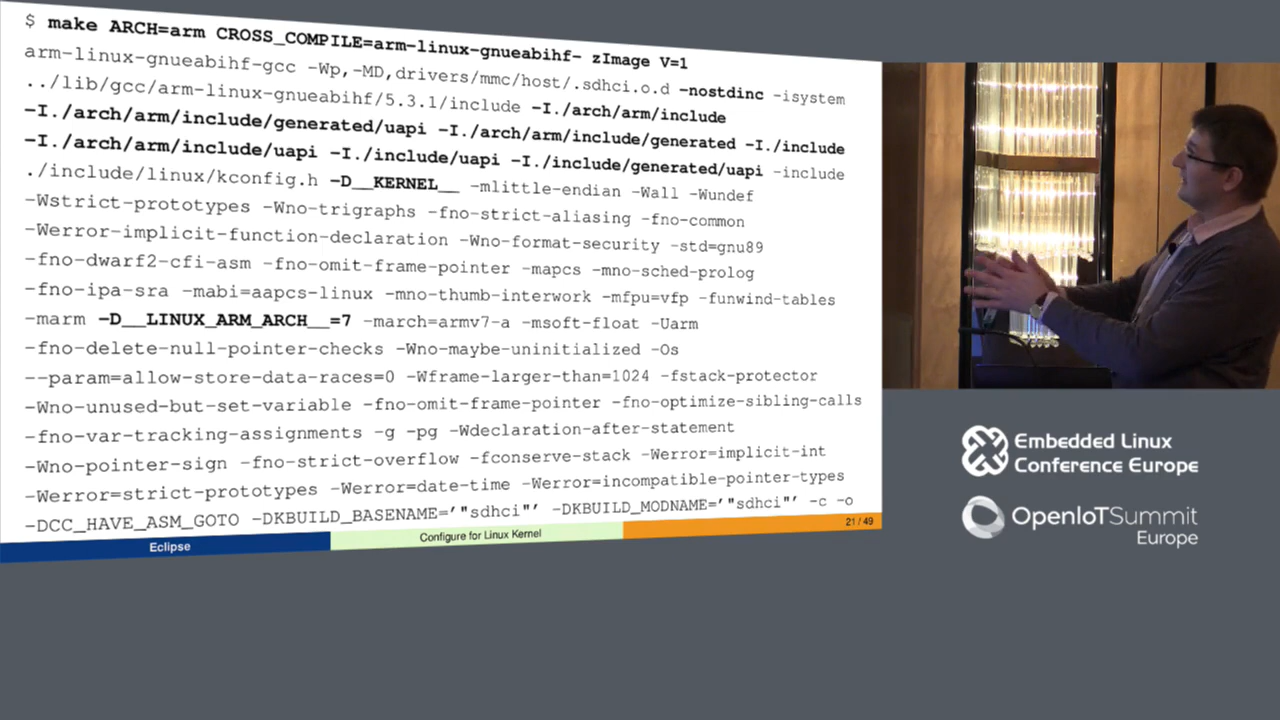 $ make ARCH=arm CROSS_COMPILE=arm-linux-gnueabihf- zImage V=1
arm-linux-gnueabihf-gcc -Wp,-MD,drivers/mmc/host/.sdhci.o.d -nostdinc -isystem
../lib/gcc/arm-linux-gnueabihf/5.3.1/include -I./arch/arm/include
-I./arch/arm/include/generated/uapi -I./arch/arm/include/generated -I./include
-I./arch/arm/include/uapi -I./include/uapi -I./include/generated/uapi -include
./include/linux/kconfig.h -D__KERNEL__ -mlittle-endian -Wall -Wundef
-Wstrict-prototypes -Wno-trigraphs -fno-strict-aliasing -fno-common
-Werror-implicit-function-declaration -Wno-format-security -std=gnu89
-fno-dwarf2-cfi-asm -fno-omit-frame-pointer -mapcs -mno-sched-prolog
-fno-ipa-sra -mabi=aapcs-linux -mno-thumb-interwork -mfpu=vfp -funwind-tables
-marm -D__LINUX_ARM_ARCH__=7 -march=armv7-a -msoft-float -Uarm
-fno-delete-null-pointer-checks -Wno-maybe-uninitialized -Os
--param=allow-store-data-races=0 -Wframe-larger-than=1024 -fstack-protector
-Wno-unused-but-set-variable -fno-omit-frame-pointer -fno-optimize-sibling-calls
-fno-var-tracking-assignments -g -pg -Wdeclaration-after-statement
-Wno-pointer-sign -fno-strict-overflow -fconserve-stack -Werror=implicit-int
-Werror=strict-prototypes -Werror=date-time -Werror=incompatible-pointer-types
-DCC_HAVE_ASM_GOTO -DKBUILD_BASENAME='"sdhci"' -DKBUILD_MODNAME='"sdhci"' -c -o
21 / 49
Eclipse
Configure for Linux Kernel
Embedded Linux
Conference Europe
OpenIoTSummit
Europe